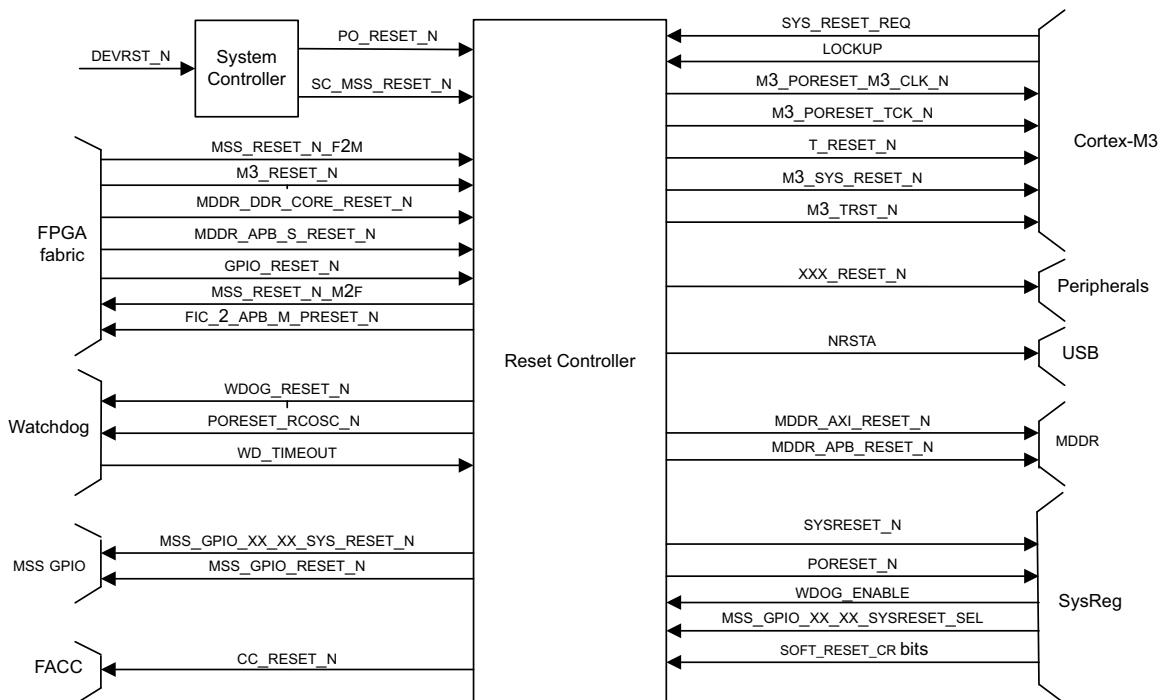 DEVRST_N
System
Controller
PO_RESET_N
SC_MSS_RESET_N
FPGA
fabric
MSS_RESET_N_F2M
M3_RESET_N
MDDR_DDR_CORE_RESET_N
MDDR_APB_S_RESET_N
GPIO_RESET_N
MSS_RESET_N_M2F
FIC_2_APB_M_PRESET_N
Watchdog
WDOG_RESET_N
PORESET_RCOSC_N
WD_TIMEOUT
MSS GPIO
MSS_GPIO_XX_XX_SYS_RESET_N
MSS_GPIO_RESET_N
FACC
CC_RESET_N
Reset Controller
SYS_RESET_REQ
LOCKUP
M3_PORESET_M3_CLK_N
M3_PORESET_TCK_N
T_RESET_N
M3_SYS_RESET_N
M3_TRST_N
Cortex-M3
XXX_RESET_N
Peripherals
NRSTA
USB
MDDR_AXI_RESET_N
MDDR_APB_RESET_N
MDDR
SYSRESET_N
PORESET_N
WDOG_ENABLE
MSS_GPIO_XX_XX_SYSRESET_SEL
SOFT_RESET_CR bits
SysReg